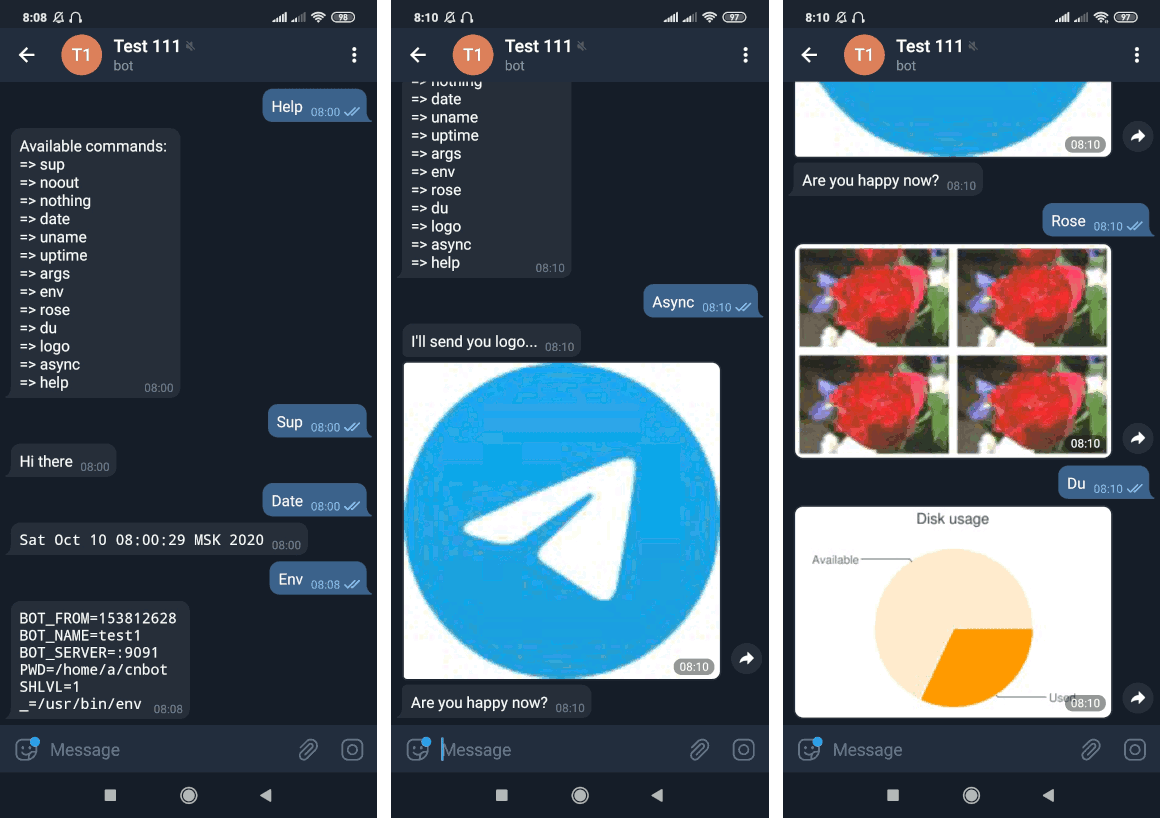 8:08
98
T1
Test 111
bot
Help 08:00
Available commands:
=> sup
=> noout
=> nothing
=> date
=> uname
=> uptime
=> args
=> env
=> rose
=> du
=> logo
=> async
=> help 08:00
Sup 08:00
Hi there 08:00
Date 08:00
Sat Oct 10 08:00:29 MSK 2020 08:00
Env 08:08
BOT_FROM=153812628
BOT_NAME=test1
BOT_SERVER=:9091
PWD=/home/a/cnbot
SHLVL=1
_=/usr/bin/env 08:08
Message
8:10
97
T1
Test 111
bot
=> nothing
=> date
=> uname
=> uptime
=> args
=> env
=> rose
=> du
=> logo
=> async
=> help 08:10
Async 08:10
I'll send you logo... 08:10
08:10
Are you happy now? 08:10
Message
8:10
97
T1
Test 111
bot
08:10
Are you happy now? 08:10
Rose 08:10
08:10
Du 08:10
Disk usage
Available
Used 08:10
Message